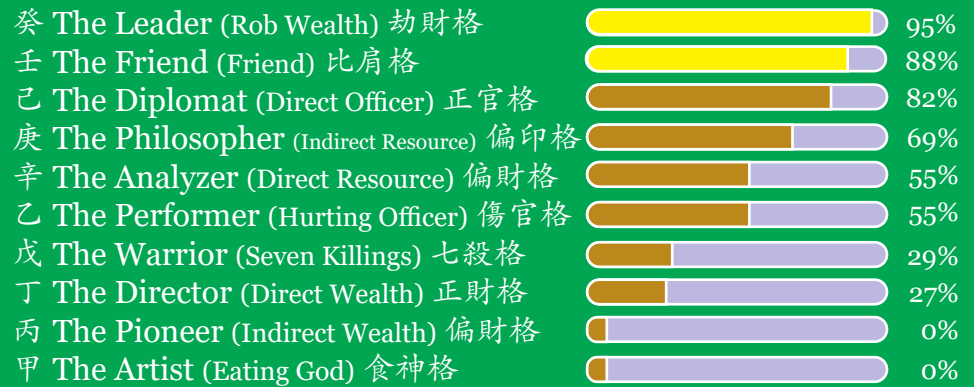 癸 The Leader (Rob Wealth) 劫財格 95%
壬 The Friend (Friend) 比肩格 88%
己 The Diplomat (Direct Officer) 正官格 82%
庚 The Philosopher (Indirect Resource) 偏印格 69%
辛 The Analyzer (Direct Resource) 偏財格 55%
乙 The Performer (Hurting Officer) 傷官格 55%
戊 The Warrior (Seven Killings) 七殺格 29%
丁 The Director (Direct Wealth) 正財格 27%
丙 The Pioneer (Indirect Wealth) 偏財格 0%
甲 The Artist (Eating God) 食神格 0%